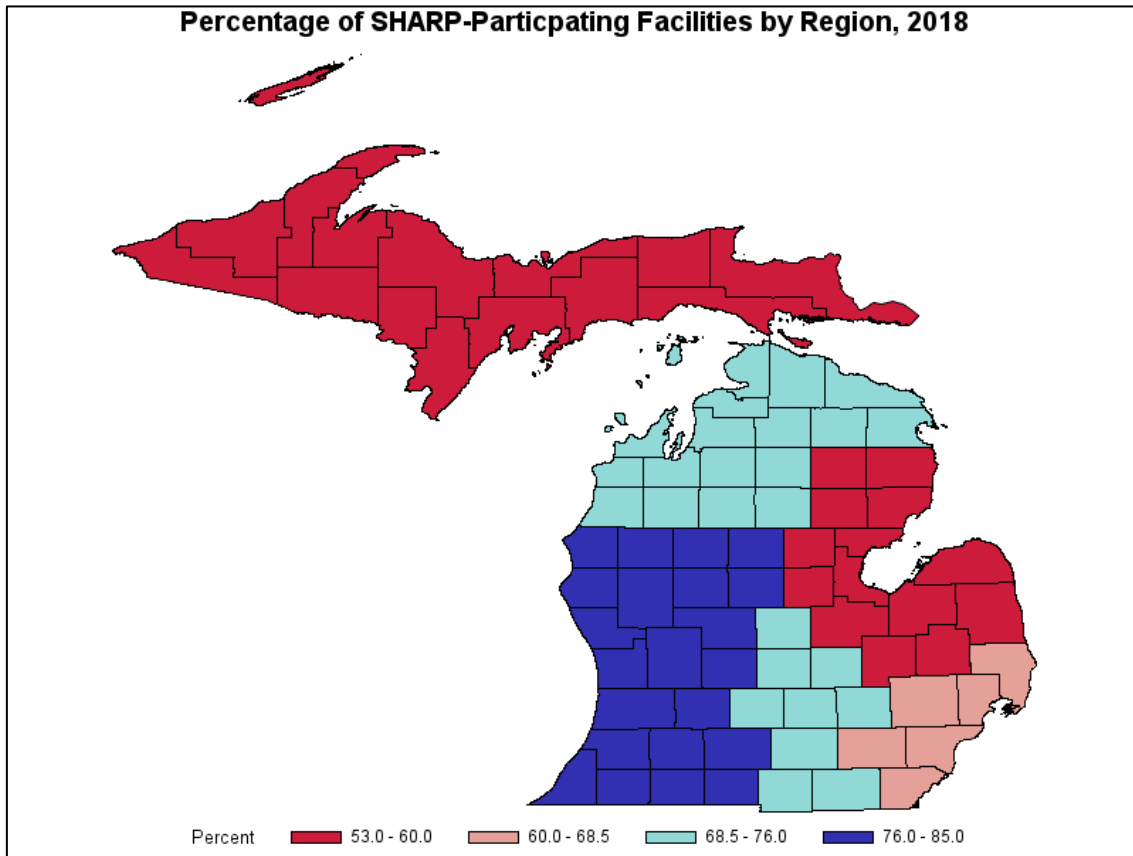 Percentage of SHARP-Particpating Facilities by Region, 2018
Percent 53.0 - 60.0 60.0 - 68.5 68.5 - 76.0 76.0 - 85.0